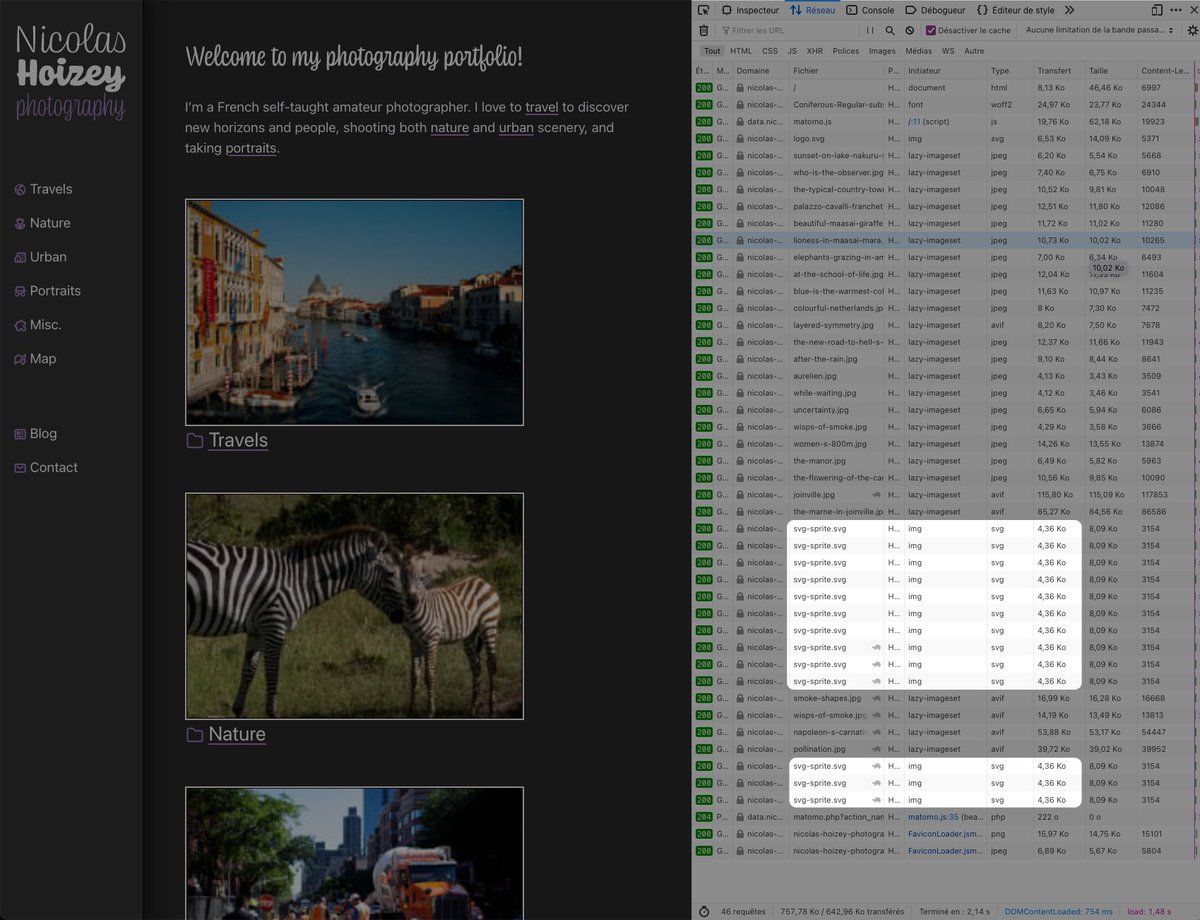 Nicolas
Hoizey
photography
Travels
Nature
Urban
Portraits
Misc.
Map
Blog
Contact
Welcome to my photography portfolio!
I'm a French self-taught amateur photographer. I love to travel to discover
new horizons and people, shooting both nature and urban scenery, and
taking portraits.
Travels
Nature
Inspecteur Réseau Console Débogueur Éditeur de style
Filtrer les URL Désactiver le cache Aucune limitation de la bande passa...
Tout HTML CSS JS XHR Polices Images Médias WS Autre
Ét... M... Domaine Fichier P... Initiateur Type Transfert Taille Content-Le...
200 G... nicolas-... / H... document html 8,13 Ko 46,46 Ko 6997
200 G... nicolas-... Coniferous-Regular-subs H... font woff2 24,97 Ko 23,77 Ko 24344
200 G... data.nic... matomo.js H... /:11 (script) js 19,76 Ko 62,18 Ko 19923
200 G... nicolas-... logo.svg H... img svg 6,53 Ko 14,09 Ko 5371
200 G... nicolas-... sunset-on-lake-nakuru-s H... lazy-imageset jpeg 6,20 Ko 5,54 Ko 5668
200 G... nicolas-... who-is-the-observer.jpg H... lazy-imageset jpeg 7,40 Ko 6,75 Ko 6910
200 G... nicolas-... the-typical-country-town H... lazy-imageset jpeg 10,52 Ko 9,81 Ko 10048
200 G... nicolas-... palazzo-cavalli-franchet H... lazy-imageset jpeg 12,51 Ko 11,80 Ko 12086
200 G... nicolas-... beautiful-maasai-giraffe H... lazy-imageset jpeg 11,72 Ko 11,02 Ko 11280
200 G... nicolas-... lioness-in-maasai-mara. H... lazy-imageset jpeg 10,73 Ko 10,02 Ko 10265
200 G... nicolas-... elephants-grazing-in-am H... lazy-imageset jpeg 7,00 Ko 6,34 Ko 6493
10,02 Ko
200 G... nicolas-... at-the-school-of-life.jpg H... lazy-imageset jpeg 12,04 Ko 11604
200 G... nicolas-... blue-is-the-warmest-col H... lazy-imageset jpeg 11,63 Ko 10,97 Ko 11235
200 G... nicolas-... colourful-netherlands.jp H... lazy-imageset jpeg 8 Ko 7,30 Ko 7472
200 G... nicolas-... layered-symmetry.jpg H... lazy-imageset avif 8,20 Ko 7,50 Ko 7678
200 G... nicolas-... the-new-road-to-hell-s- H... lazy-imageset jpeg 12,37 Ko 11,66 Ko 11943
200 G... nicolas-... after-the-rain.jpg H... lazy-imageset jpeg 9,10 Ko 8,44 Ko 8641
200 G... nicolas-... aurelien.jpg H... lazy-imageset jpeg 4,13 Ko 3,43 Ko 3509
200 G... nicolas-... while-waiting.jpg H... lazy-imageset jpeg 4,12 Ko 3,46 Ko 3541
200 G... nicolas-... uncertainty.jpg H... lazy-imageset jpeg 6,65 Ko 5,94 Ko 6086
200 G... nicolas-... wisps-of-smoke.jpg H... lazy-imageset jpeg 4,29 Ko 3,58 Ko 3666
200 G... nicolas-... women-s-800m.jpg H... lazy-imageset jpeg 14,26 Ko 13,55 Ko 13874
200 G... nicolas-... the-manor.jpg H... lazy-imageset jpeg 6,49 Ko 5,82 Ko 5963
200 G... nicolas-... the-flowering-of-the-car H... lazy-imageset jpeg 10,56 Ko 9,85 Ko 10090
200 G... nicolas-... joinville.jpg H... lazy-imageset avif 115,80 Ko 115,09 Ko 117853
200 G... nicolas-... the-marne-in-joinville.jp H... lazy-imageset avif 85,27 Ko 84,56 Ko 86586
200 G... nicolas-... svg-sprite.svg H... img svg 4,36 Ko 8,09 Ko 3154
200 G... nicolas-... svg-sprite.svg H... img svg 4,36 Ko 8,09 Ko 3154
200 G... nicolas-... svg-sprite.svg H... img svg 4,36 Ko 8,09 Ko 3154
200 G... nicolas-... svg-sprite.svg H... img svg 4,36 Ko 8,09 Ko 3154
200 G... nicolas-... svg-sprite.svg H... img svg 4,36 Ko 8,09 Ko 3154
200 G... nicolas-... svg-sprite.svg H... img svg 4,36 Ko 8,09 Ko 3154
200 G... nicolas-... svg-sprite.svg H... img svg 4,36 Ko 8,09 Ko 3154
200 G... nicolas-... svg-sprite.svg H... img svg 4,36 Ko 8,09 Ko 3154
200 G... nicolas-... svg-sprite.svg H... img svg 4,36 Ko 8,09 Ko 3154
200 G... nicolas-... svg-sprite.svg H... img svg 4,36 Ko 8,09 Ko 3154
200 G... nicolas-... smoke-shapes.jpg H... lazy-imageset avif 16,99 Ko 16,28 Ko 16668
200 G... nicolas-... wisps-of-smoke.jpg H... lazy-imageset avif 14,19 Ko 13,49 Ko 13813
200 G... nicolas-... napoleon-s-carnatic H... lazy-imageset avif 53,88 Ko 53,17 Ko 54447
200 G... nicolas-... pollination.jpg H... lazy-imageset avif 39,72 Ko 39,02 Ko 39952
200 G... nicolas-... svg-sprite.svg H... img svg 4,36 Ko 8,09 Ko 3154
200 G... nicolas-... svg-sprite.svg H... img svg 4,36 Ko 8,09 Ko 3154
200 G... nicolas-... svg-sprite.svg H... img svg 4,36 Ko 8,09 Ko 3154
204 P... data.nic... matomo.php?action_nan H... matomo.js:35 (bea... php 222 o 0 o
200 G... nicolas-... nicolas-hoizey-photogra H... FaviconLoader.jsm... png 15,97 Ko 14,75 Ko 15101
200 G... nicolas-... nicolas-hoizey-photogra H... FaviconLoader.jsm... jpeg 6,89 Ko 5,67 Ko 5804
46 requêtes 757,78 Ko / 642,96 Ko transférés Terminé en : 2,14 s DOMContentLoaded: 754 ms load: 1,48 s